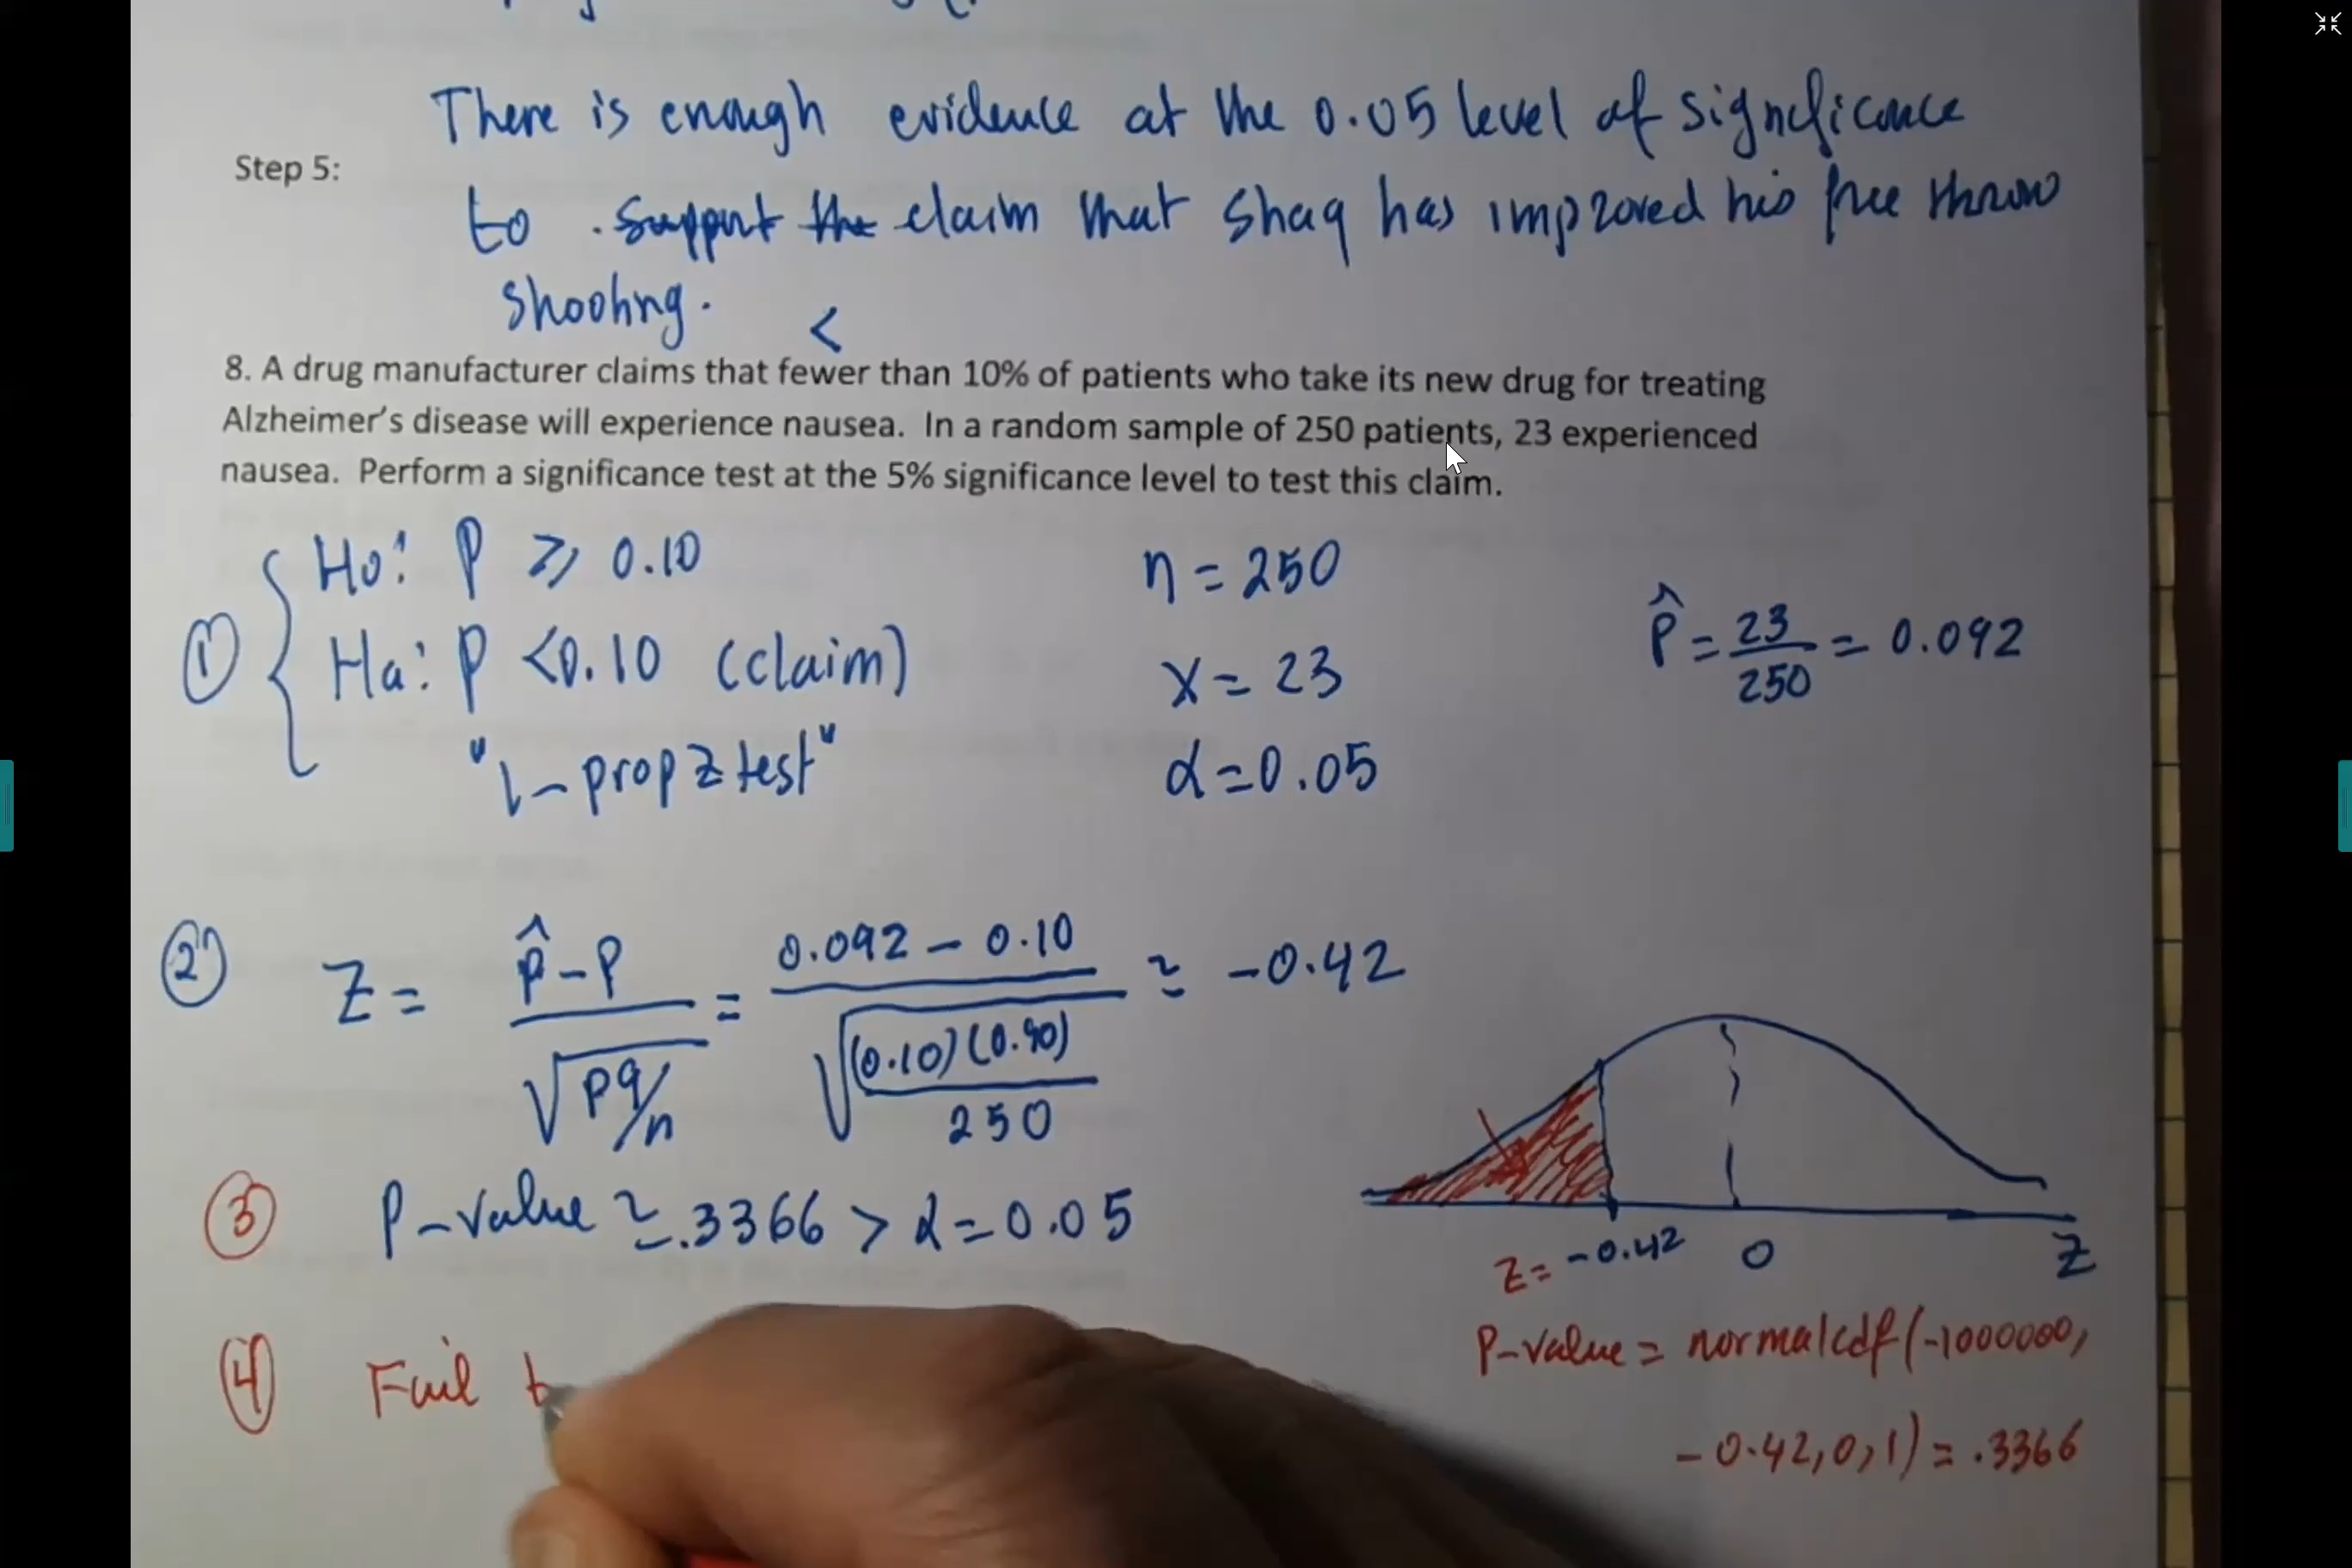 There is enough evidence at the 0.05 level of significance
Step 5:
to support the claim that Shaq has improved his free throw
shooting.
<
8. A drug manufacturer claims that fewer than 10% of patients who take its new drug for treating
Alzheimer's disease will experience nausea. In a random sample of 250 patients, 23 experienced
nausea. Perform a significance test at the 5% significance level to test this claim.
① H0: P ≥ 0.10
Ha: P < 0.10 (claim)
"1-prop z test"
n = 250
x = 23
α = 0.05
p̂ = 23/250 = 0.092
② Z = (p̂ - p)/√(pq/n) = (0.092 - 0.10)/√((0.10)(0.90)/250) ≃ -0.42
③ P-value ≃ .3366 > α = 0.05
Z = -0.42 0 Z
P-value = normalcdf(-1000000,
-0.42, 0, 1) = .3366
④ Fail t